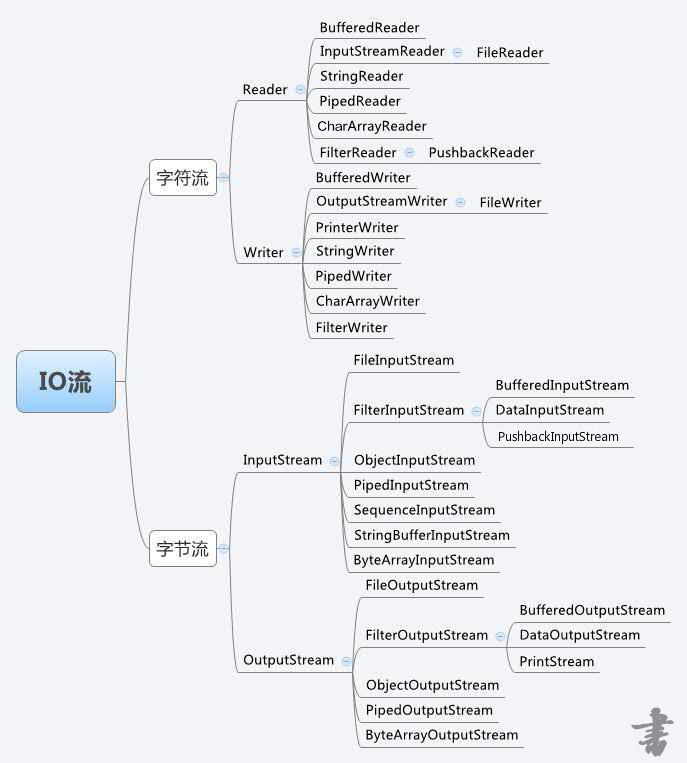 BufferedReader
InputStreamReader
FileReader
StringReader
Reader
PipedReader
CharArrayReader
FilterReader
PushbackReader
字符流
BufferedWriter
OutputStreamWriter
FileWriter
PrinterWriter
Writer
StringWriter
PipedWriter
CharArrayWriter
FilterWriter
IO流
FileInputStream
FilterInputStream
BufferedInputStream
DataInputStream
PushbackInputStream
InputStream
ObjectInputStream
PipedInputStream
SequenceInputStream
StringBufferInputStream
ByteArrayInputStream
字节流
FileOutputStream
FilterOutputStream
BufferedOutputStream
DataOutputStream
PrintStream
OutputStream
ObjectOutputStream
PipedOutputStream
ByteArrayOutputStream
書